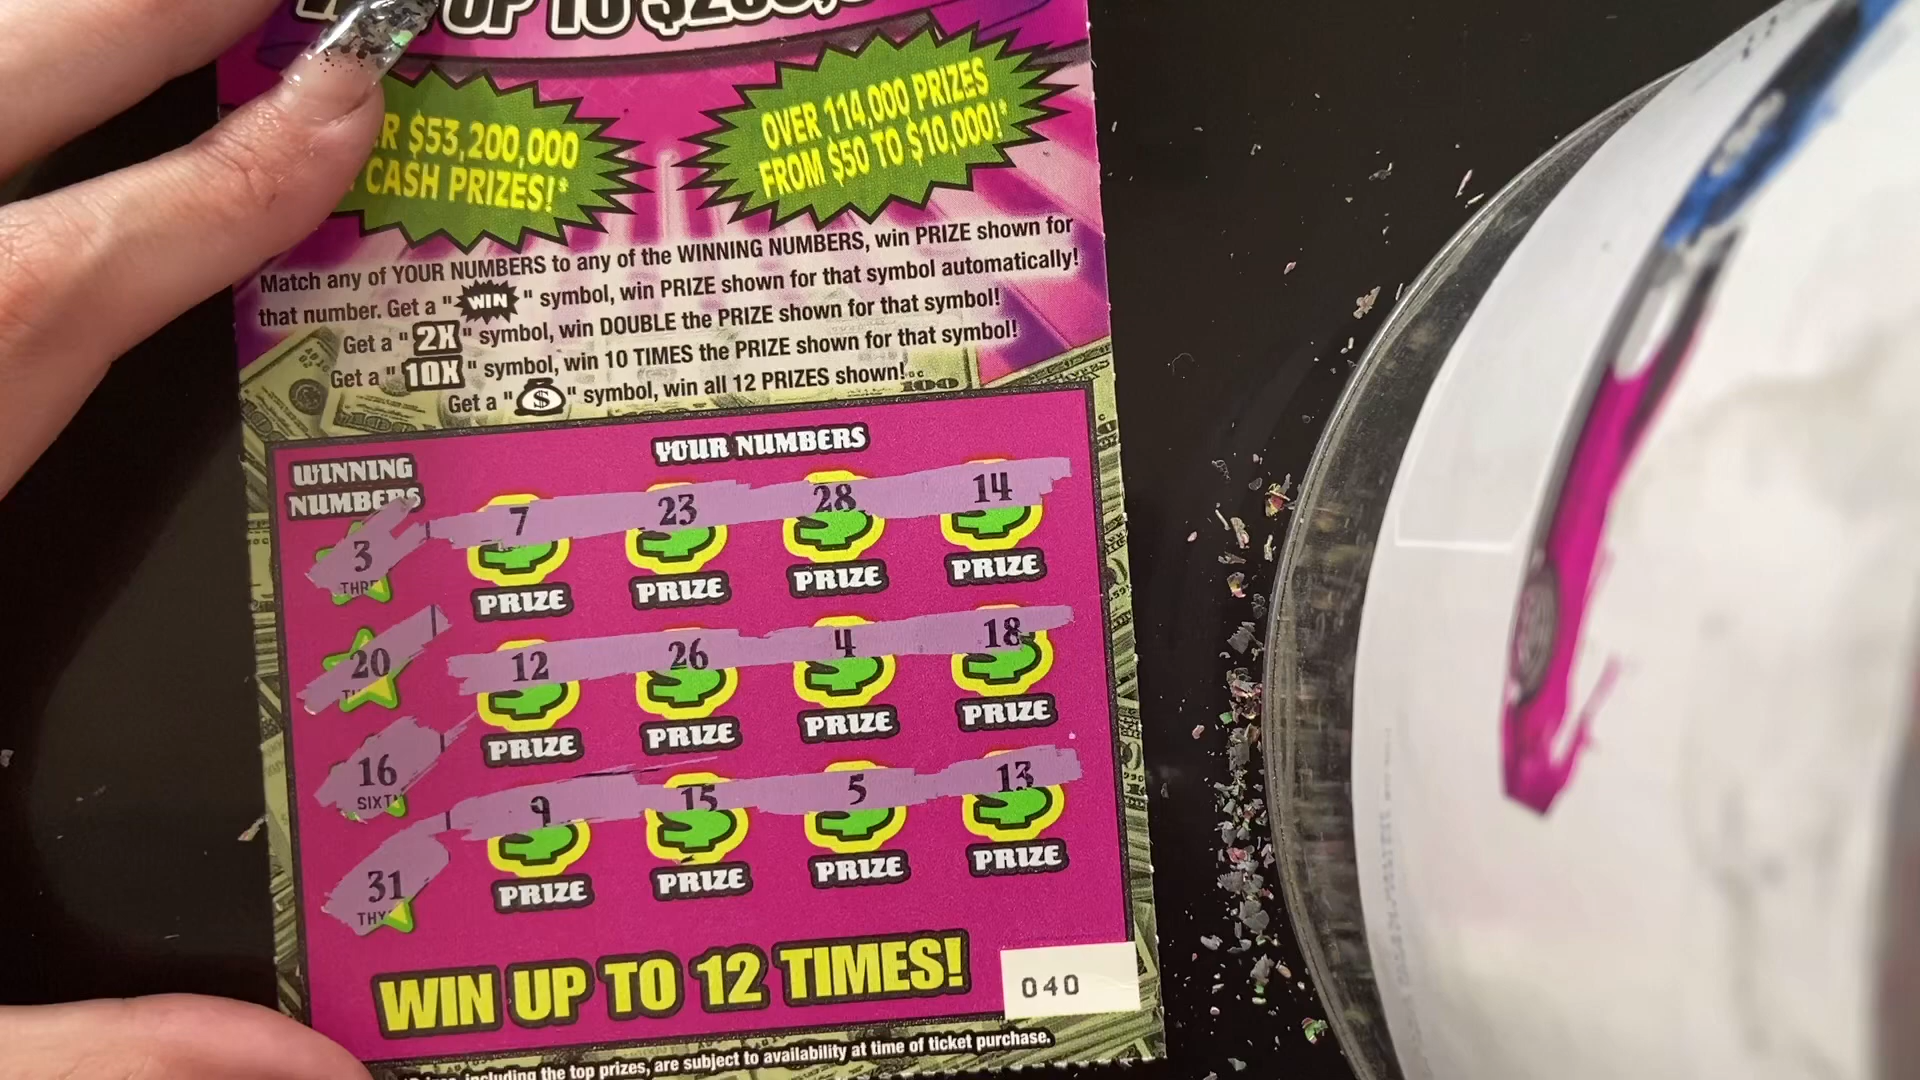 UP TO
$53,200,000
CASH PRIZES!*
OVER 114,000 PRIZES
FROM $50 TO $10,000!*
Match any of YOUR NUMBERS to any of the WINNING NUMBERS, win PRIZE shown for
that number. Get a "WIN" symbol, win PRIZE shown for that symbol automatically!
Get a "2X" symbol, win DOUBLE the PRIZE shown for that symbol!
Get a "10X" symbol, win 10 TIMES the PRIZE shown for that symbol!
Get a "$" symbol, win all 12 PRIZES shown!
WINNING
NUMBERS
YOUR NUMBERS
3
7 23 28 14
PRIZE PRIZE PRIZE PRIZE
20
12 26 4 18
PRIZE PRIZE PRIZE PRIZE
16
9 15 5 13
PRIZE PRIZE PRIZE PRIZE
31
WIN UP TO 12 TIMES!
040
including the top prizes, are subject to availability at time of ticket purchase.